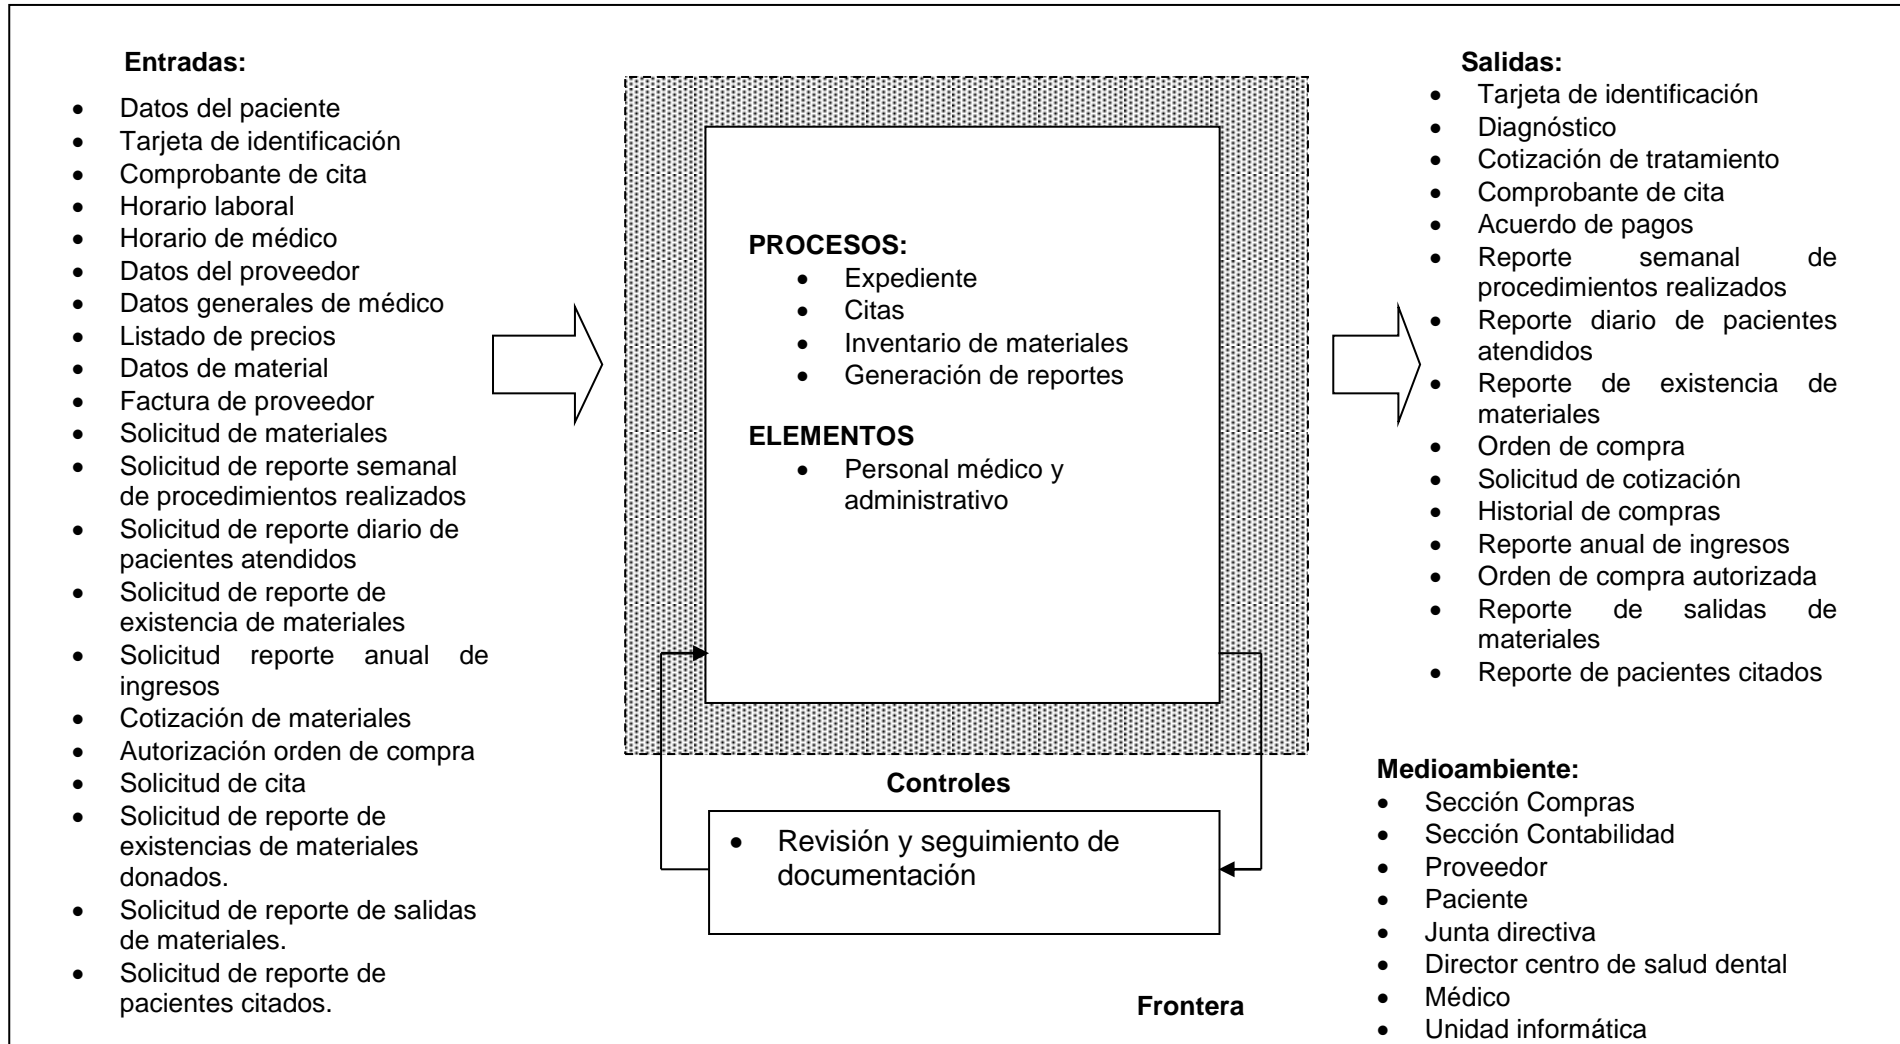 Entradas:
• Datos del paciente
• Tarjeta de identificación
• Comprobante de cita
• Horario laboral
• Horario de médico
• Datos del proveedor
• Datos generales de médico
• Listado de precios
• Datos de material
• Factura de proveedor
• Solicitud de materiales
• Solicitud de reporte semanal
de procedimientos realizados
• Solicitud de reporte diario de
pacientes atendidos
• Solicitud de reporte de
existencia de materiales
• Solicitud reporte anual de
ingresos
• Cotización de materiales
• Autorización orden de compra
• Solicitud de cita
• Solicitud de reporte de
existencias de materiales
donados.
• Solicitud de reporte de salidas
de materiales.
• Solicitud de reporte de
pacientes citados.
PROCESOS:
• Expediente
• Citas
• Inventario de materiales
• Generación de reportes
ELEMENTOS
• Personal médico y
administrativo
Controles
• Revisión y seguimiento de
documentación
Frontera
Salidas:
• Tarjeta de identificación
• Diagnóstico
• Cotización de tratamiento
• Comprobante de cita
• Acuerdo de pagos
• Reporte semanal de
procedimientos realizados
• Reporte diario de pacientes
atendidos
• Reporte de existencia de
materiales
• Orden de compra
• Solicitud de cotización
• Historial de compras
• Reporte anual de ingresos
• Orden de compra autorizada
• Reporte de salidas de
materiales
• Reporte de pacientes citados
Medioambiente:
• Sección Compras
• Sección Contabilidad
• Proveedor
• Paciente
• Junta directiva
• Director centro de salud dental
• Médico
• Unidad informática